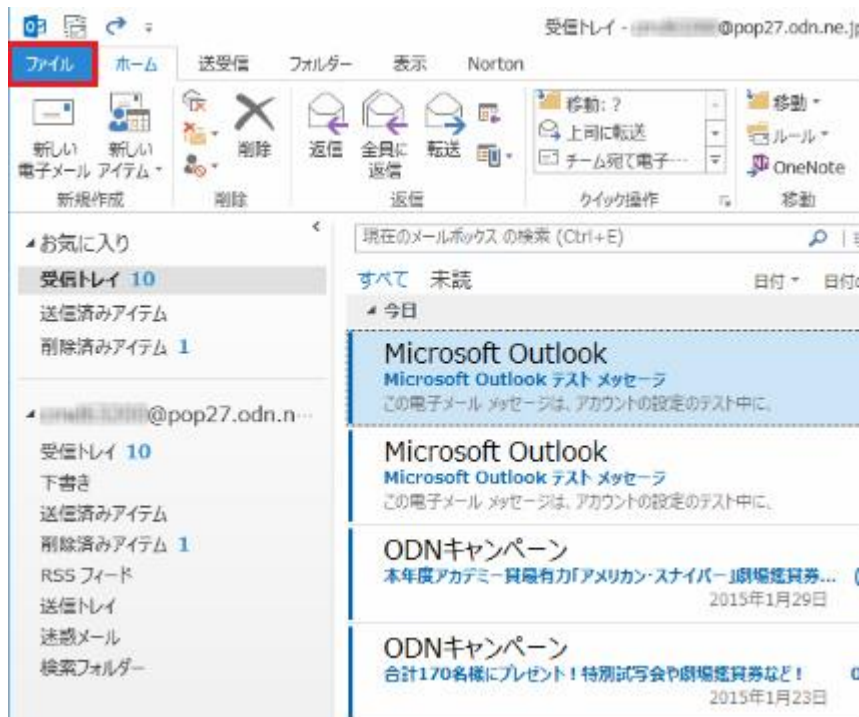 受信トレイ - @pop27.odn.ne.jp
ファイル ホーム 送受信 フォルダー 表示 Norton
新しい 電子メール
新しい アイテム
削除
返信
全員に 返信
転送
移動: ?
上司に転送
チーム宛て電子…
移動
ルール
OneNote
新規作成 削除 返信 クイック操作 移動
お気に入り
受信トレイ 10
送信済みアイテム
削除済みアイテム 1
@pop27.odn.n…
受信トレイ 10
下書き
送信済みアイテム
削除済みアイテム 1
RSS フィード
送信トレイ
迷惑メール
検索フォルダー
現在のメールボックス の検索 (Ctrl+E)
すべて 未読 日付
今日
Microsoft Outlook
Microsoft Outlook テスト メッセージ
この電子メール メッセージは、アカウントの設定のテスト中に、
Microsoft Outlook
Microsoft Outlook テスト メッセージ
この電子メール メッセージは、アカウントの設定のテスト中に、
ODNキャンペーン
本年度アカデミー賞最有力「アメリカン・スナイパー」劇場鑑賞券...
2015年1月29日
ODNキャンペーン
合計170名様にプレゼント！特別試写会や劇場鑑賞券など！
2015年1月23日